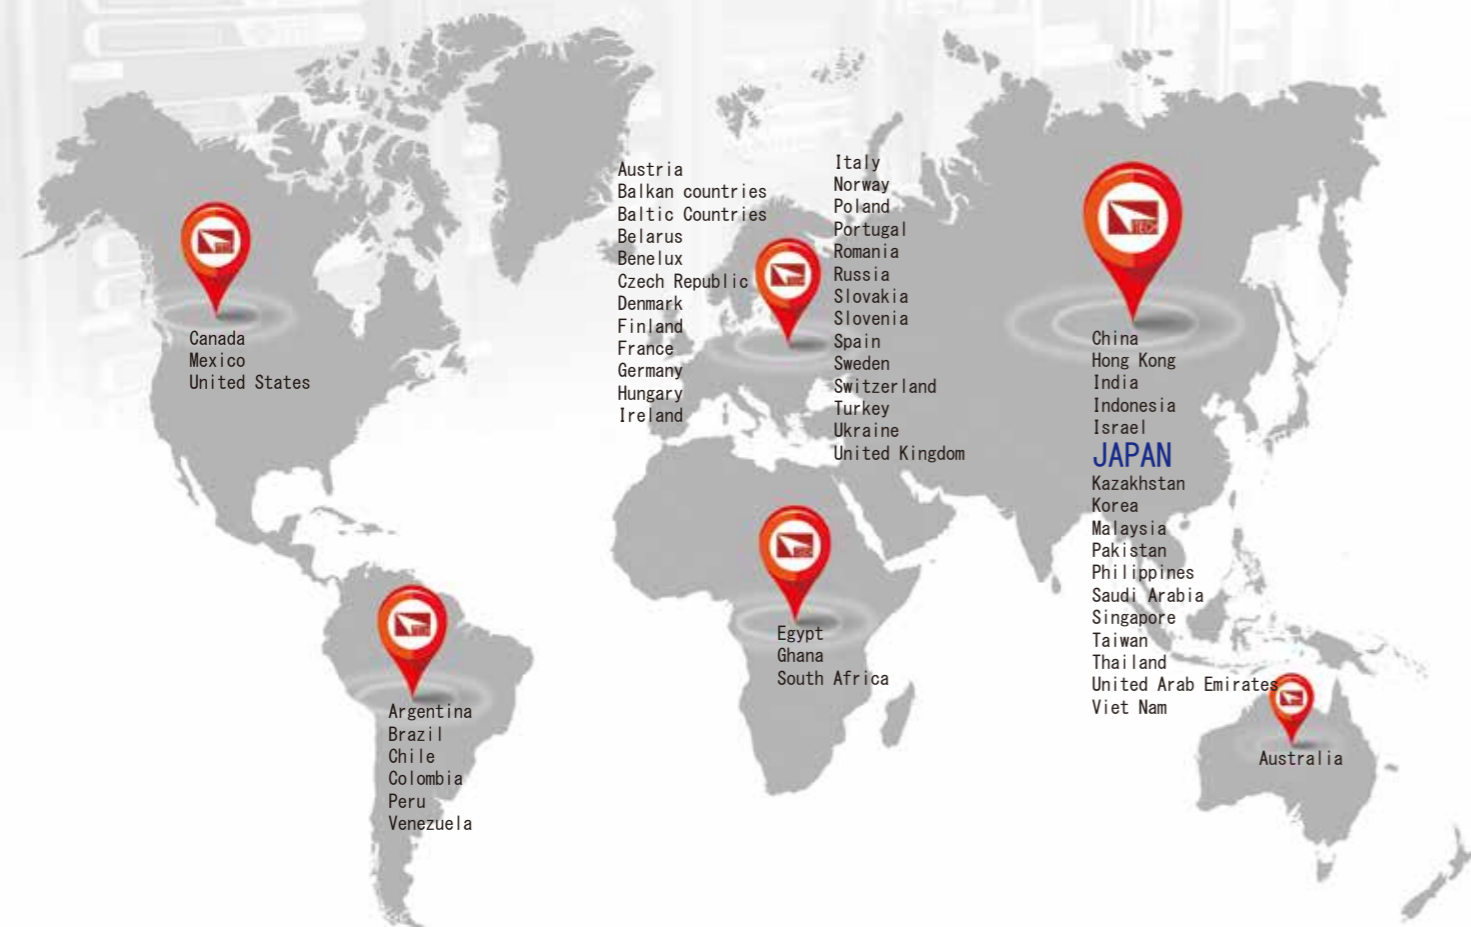 Canada
Mexico
United States
Argentina
Brazil
Chile
Colombia
Peru
Venezuela
Austria
Balkan countries
Baltic Countries
Belarus
Benelux
Czech Republic
Denmark
Finland
France
Germany
Hungary
Ireland
Italy
Norway
Poland
Portugal
Romania
Russia
Slovakia
Slovenia
Spain
Sweden
Switzerland
Turkey
Ukraine
United Kingdom
Egypt
Ghana
South Africa
TECH
China
Hong Kong
India
Indonesia
Israel
JAPAN
Kazakhstan
Korea
Malaysia
Pakistan
Philippines
Saudi Arabia
Singapore
Taiwan
Thailand
United Arab Emirates
Viet Nam
Australia